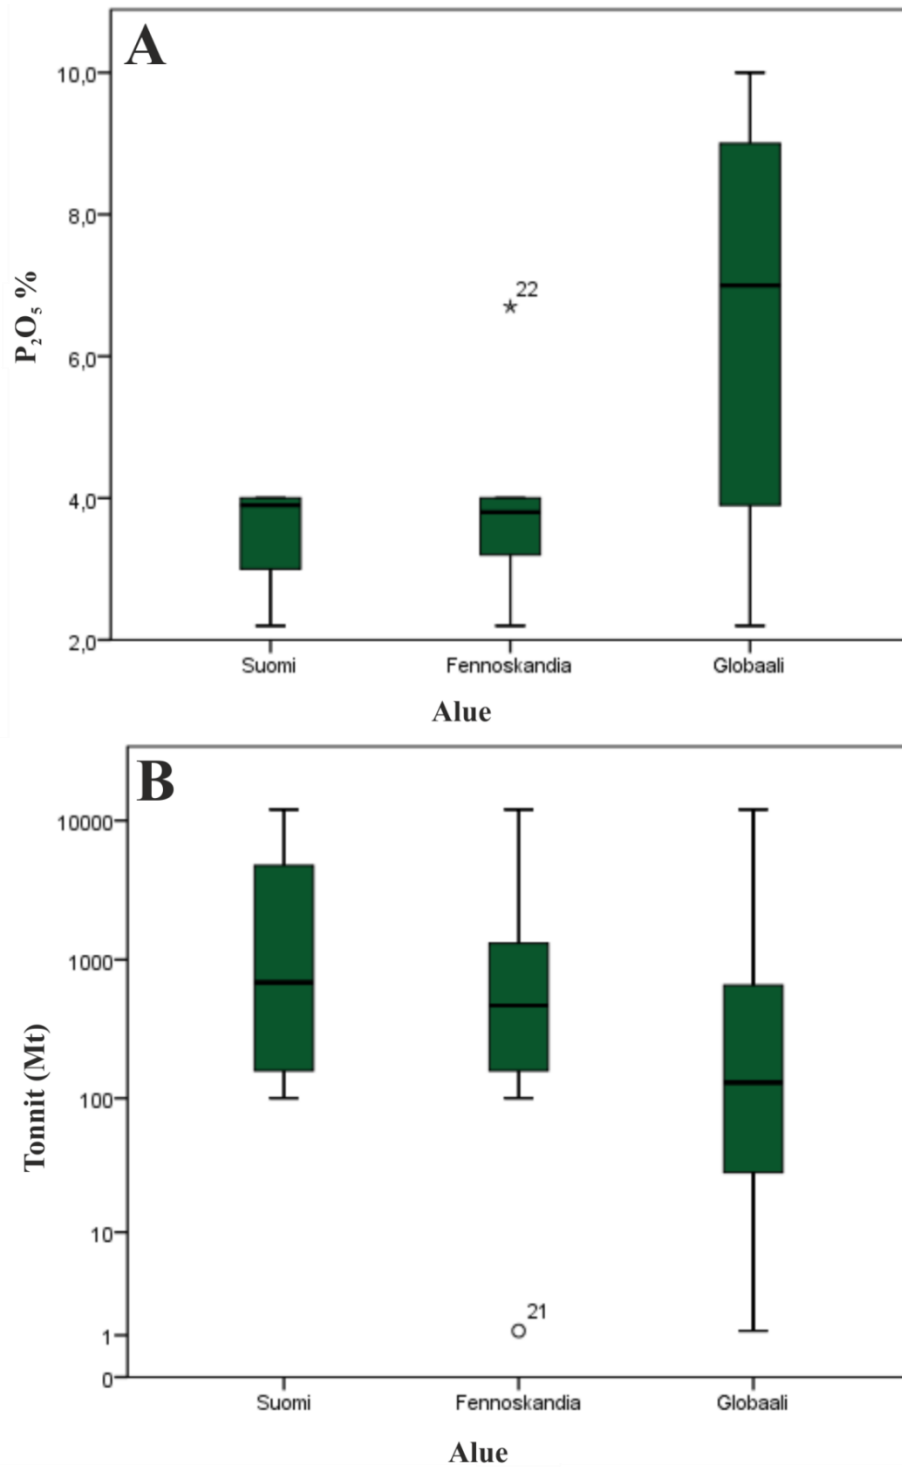 A
10,0
8,0
6,0
4,0
2,0
P₂O₅ %
22
Suomi Fennoskandia Globaali
Alue
B
10000
1000
100
10
1
0
Tonnit (Mt)
21
Suomi Fennoskandia Globaali
Alue